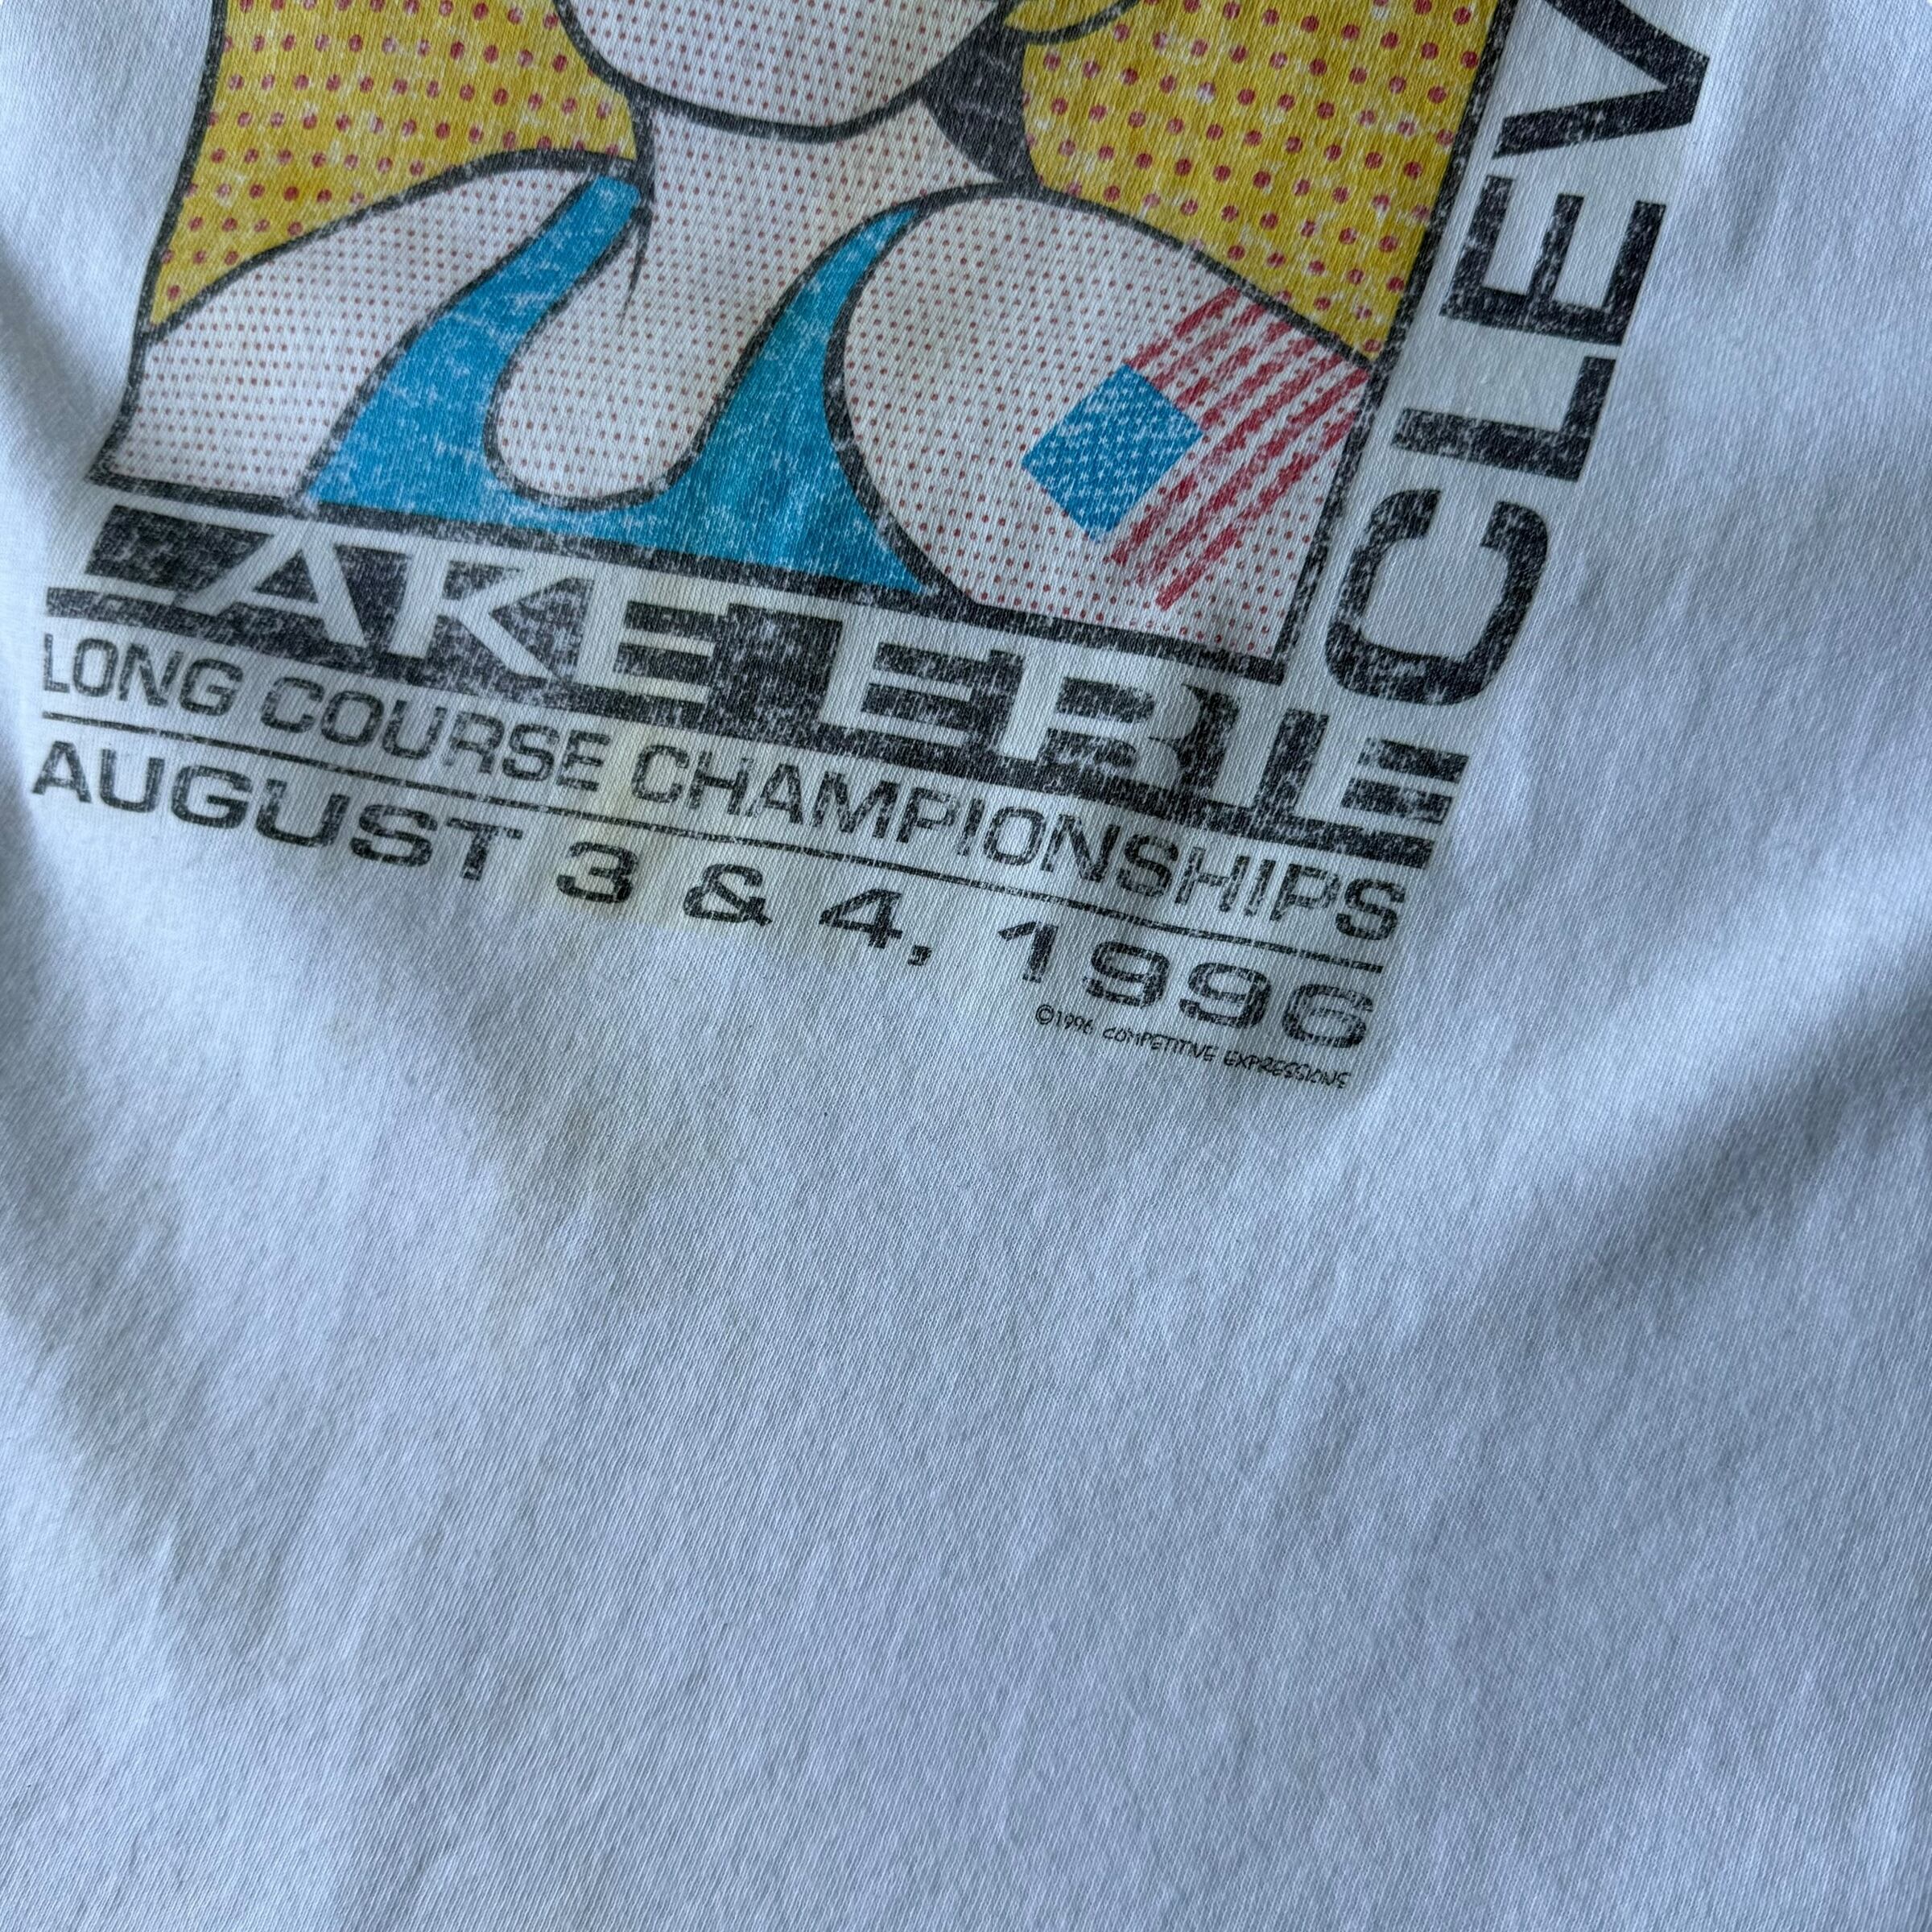 CLEV
LAKE ERIE
LONG COURSE CHAMPIONSHIPS
AUGUST 3 & 4, 1996
©1996 COMPETITIVE EXPRESSIONS